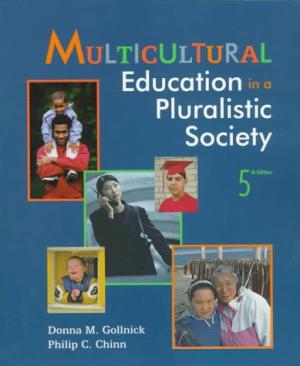 MULTICULTURAL
Education in a
Pluralistic
Society
5th Edition
Donna M. Gollnick
Philip C. Chinn